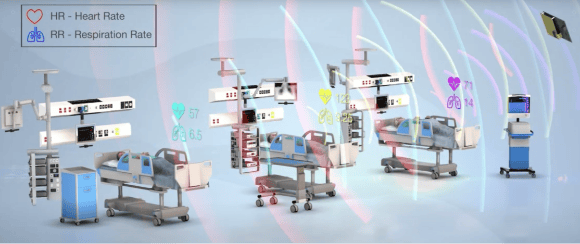 HR - Heart Rate
RR - Respiration Rate
57
6.5
71
14